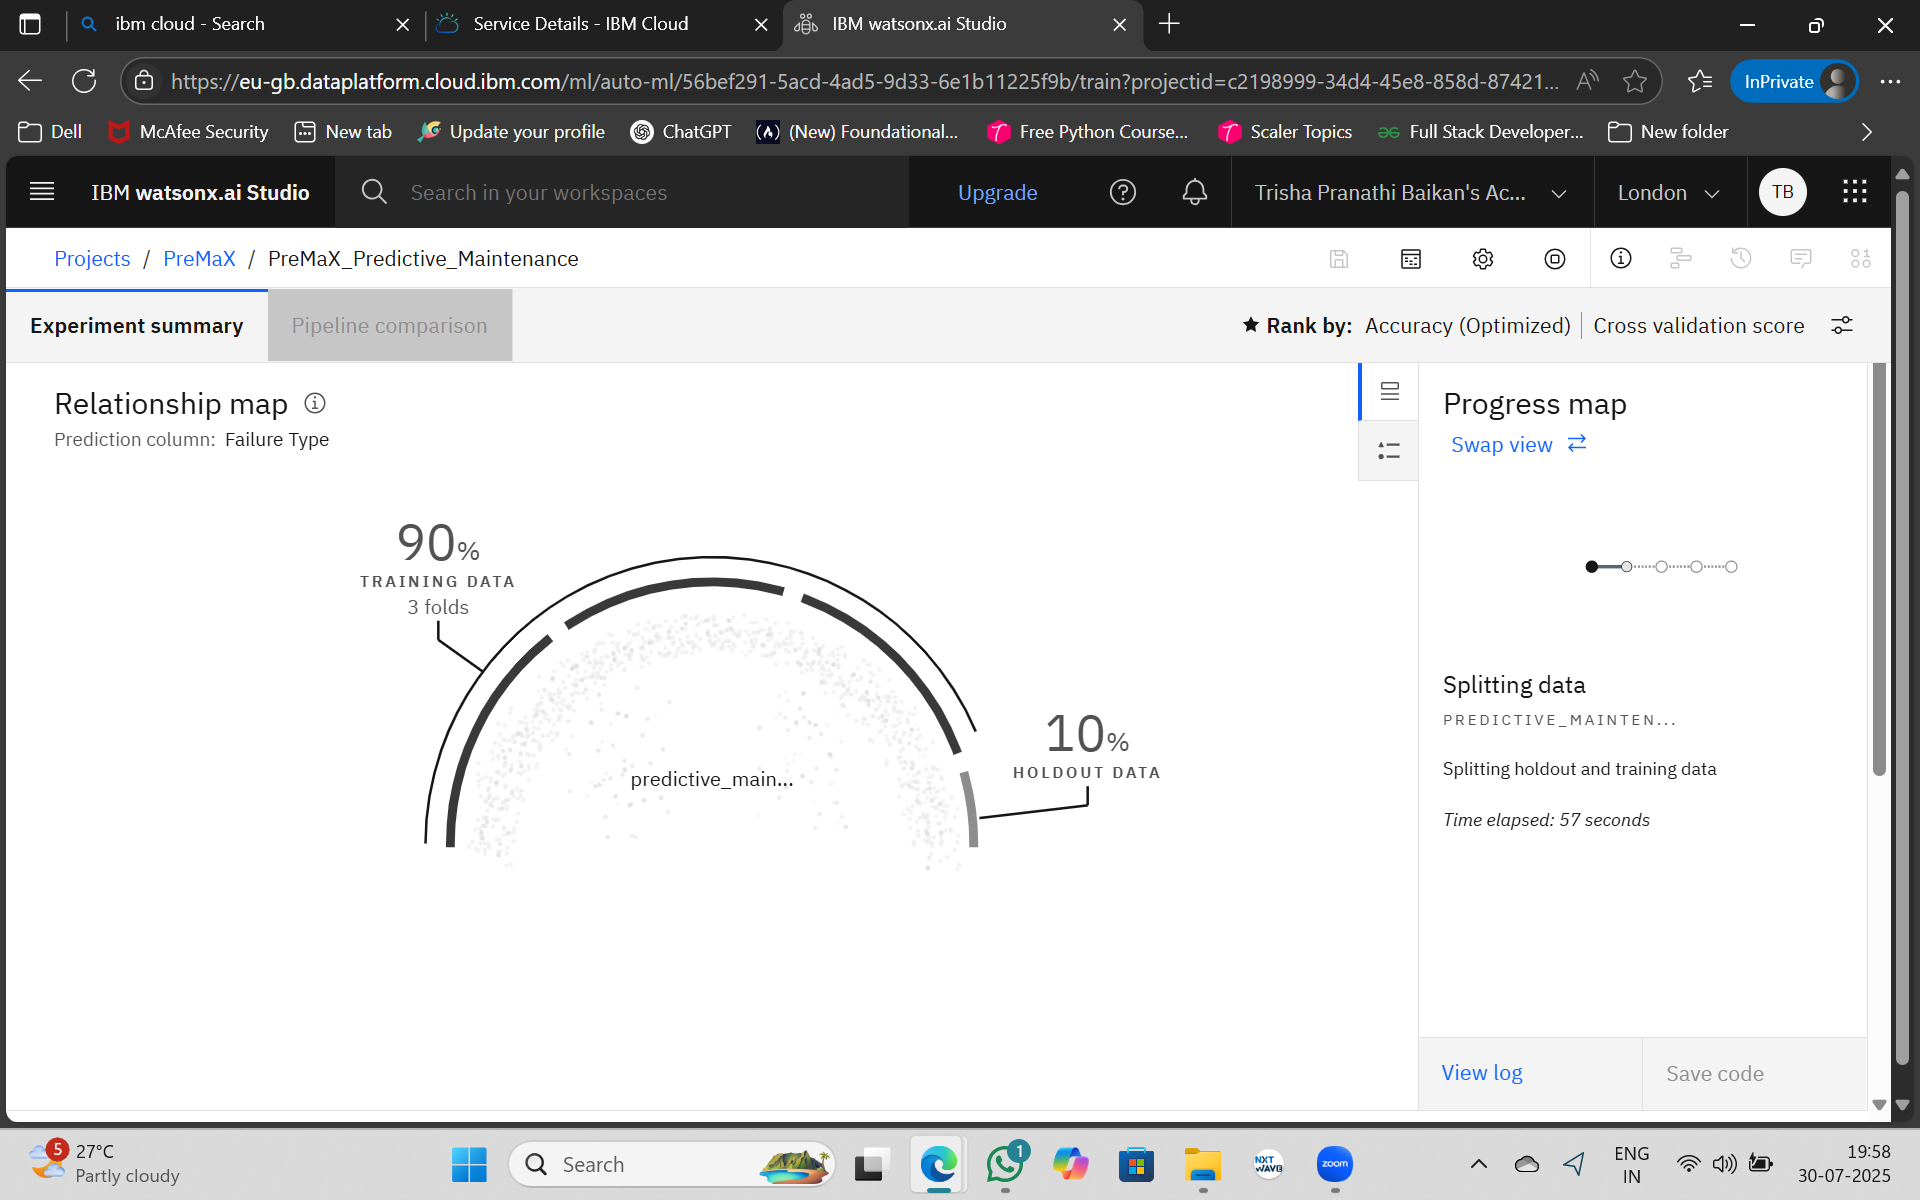 ibm cloud - Search
Service Details - IBM Cloud
IBM watsonx.ai Studio
https://eu-gb.dataplatform.cloud.ibm.com/ml/auto-ml/56bef291-5acd-4ad5-9d33-6e1b11225f9b/train?projectid=c2198999-34d4-45e8-858d-87421...
InPrivate
Dell
McAfee Security
New tab
Update your profile
ChatGPT
(New) Foundational...
Free Python Course...
Scaler Topics
Full Stack Developer...
New folder
IBM watsonx.ai Studio
Search in your workspaces
Upgrade
Trisha Pranathi Baikan's Ac...
London
TB
Projects / PreMaX / PreMaX_Predictive_Maintenance
Experiment summary
Pipeline comparison
Rank by: Accuracy (Optimized) | Cross validation score
Relationship map
Prediction column: Failure Type
90%
TRAINING DATA
3 folds
10%
HOLDOUT DATA
predictive_main...
Progress map
Swap view
Splitting data
PREDICTIVE_MAINTEN...
Splitting holdout and training data
Time elapsed: 57 seconds
View log
Save code
5
27°C
Partly cloudy
Search
1
NXT
WAVE
zoom
ENG
IN
19:58
30-07-2025